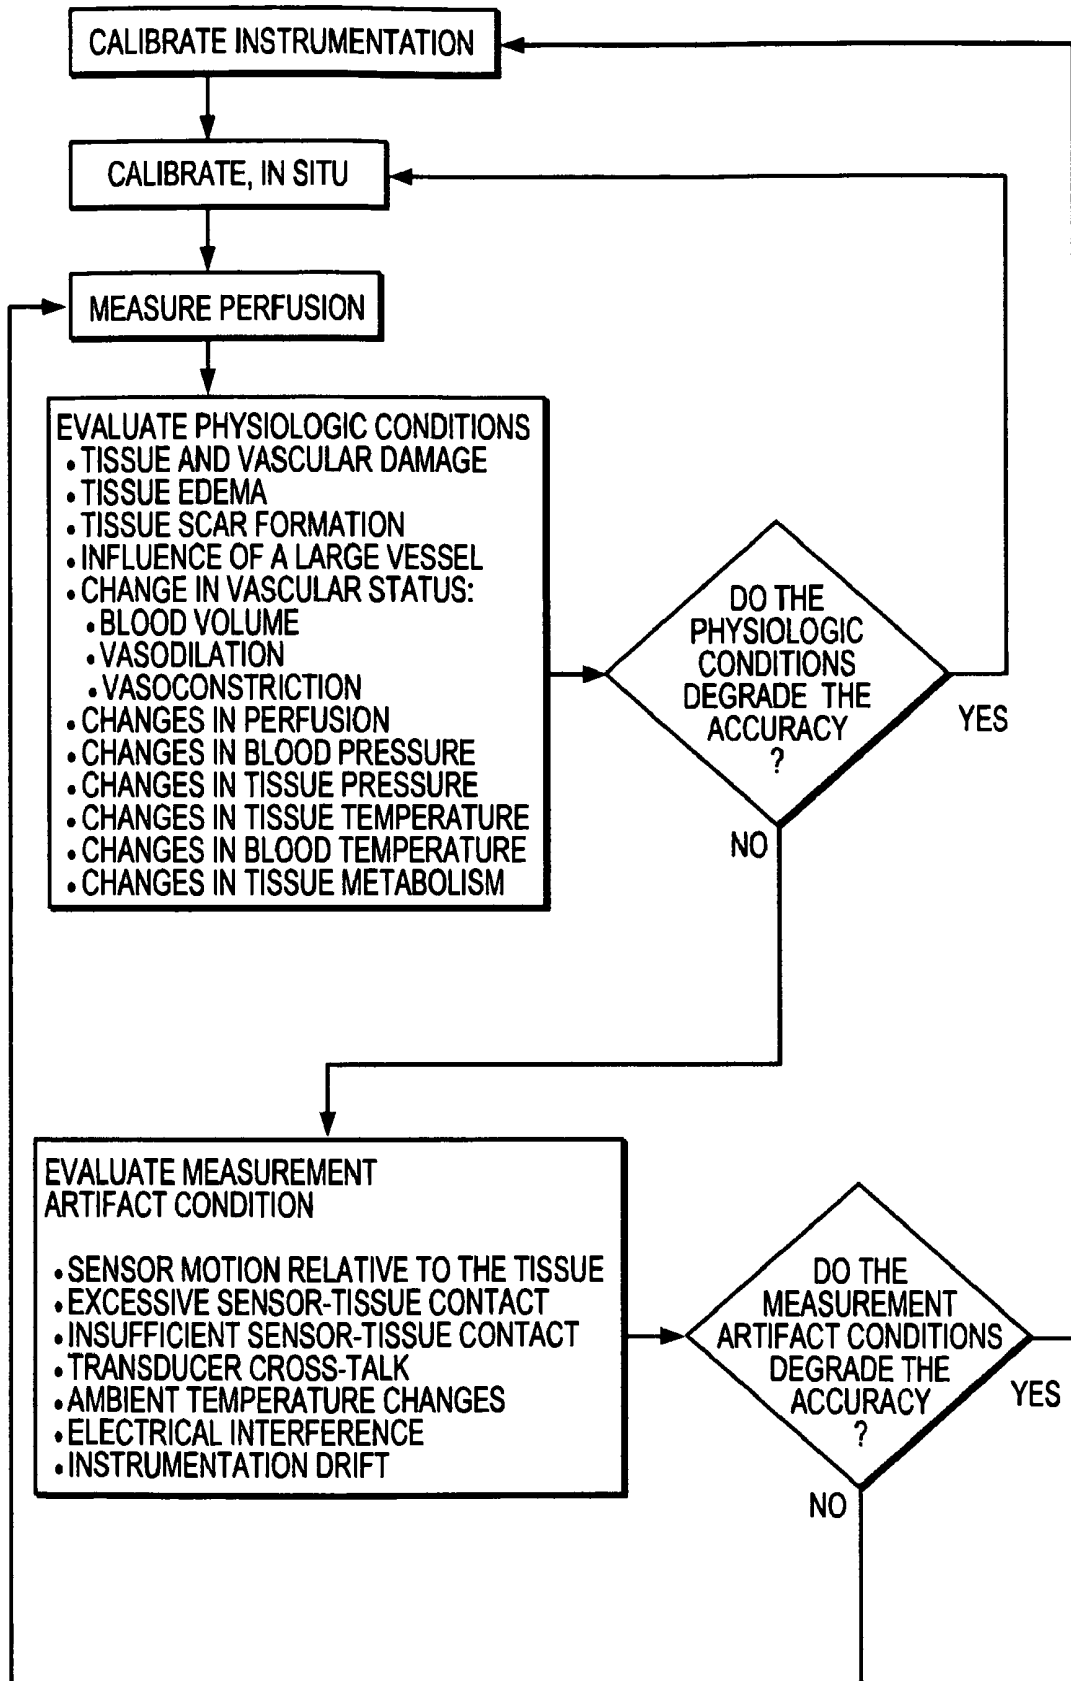 CALIBRATE INSTRUMENTATION
CALIBRATE, IN SITU
MEASURE PERFUSION
EVALUATE PHYSIOLOGIC CONDITIONS
• TISSUE AND VASCULAR DAMAGE
• TISSUE EDEMA
• TISSUE SCAR FORMATION
• INFLUENCE OF A LARGE VESSEL
• CHANGE IN VASCULAR STATUS:
• BLOOD VOLUME
• VASODILATION
• VASOCONSTRICTION
• CHANGES IN PERFUSION
• CHANGES IN BLOOD PRESSURE
• CHANGES IN TISSUE PRESSURE
• CHANGES IN TISSUE TEMPERATURE
• CHANGES IN BLOOD TEMPERATURE
• CHANGES IN TISSUE METABOLISM
DO THE
PHYSIOLOGIC
CONDITIONS
DEGRADE THE
ACCURACY
?
YES
NO
EVALUATE MEASUREMENT
ARTIFACT CONDITION
• SENSOR MOTION RELATIVE TO THE TISSUE
• EXCESSIVE SENSOR-TISSUE CONTACT
• INSUFFICIENT SENSOR-TISSUE CONTACT
• TRANSDUCER CROSS-TALK
• AMBIENT TEMPERATURE CHANGES
• ELECTRICAL INTERFERENCE
• INSTRUMENTATION DRIFT
DO THE
MEASUREMENT
ARTIFACT CONDITIONS
DEGRADE THE
ACCURACY
?
YES
NO